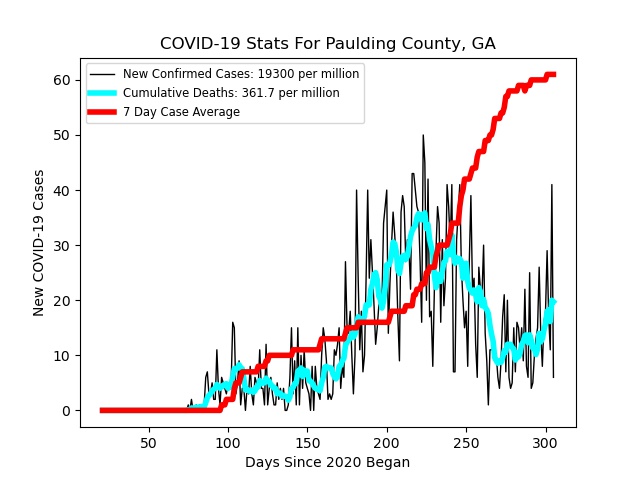 COVID-19 Stats For Paulding County, GA
New Confirmed Cases: 19300 per million
Cumulative Deaths: 361.7 per million
7 Day Case Average
60
50
40
30
20
10
0
New COVID-19 Cases
50 100 150 200 250 300
Days Since 2020 Began